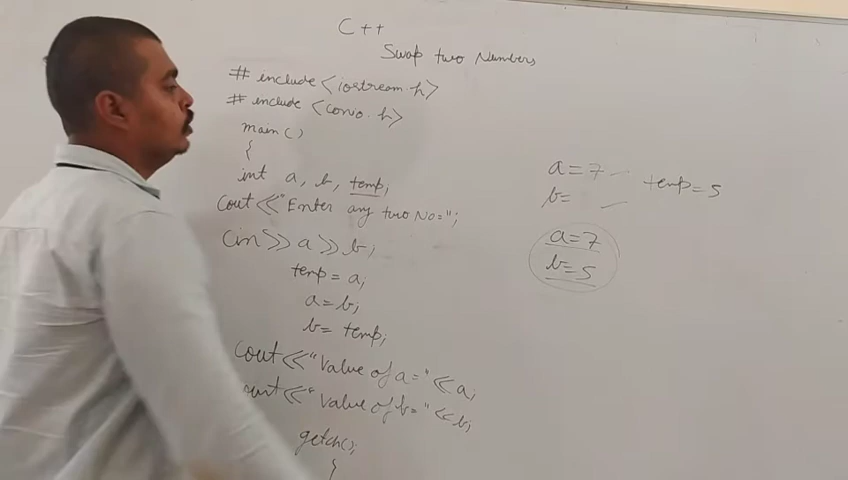 C++
Swap two Numbers
# include <iostream.h>
# include <conio.h>
main()
{
int a, b, temp;
cout<<"Enter any two No=";
cin>>a>>b;
temp = a;
a=b;
b= temp;
cout<<"Value of a="<<a;
cout<<"Value of b="<<b;
getch();
}
a=7
b=
temp=5
a=7
b=5